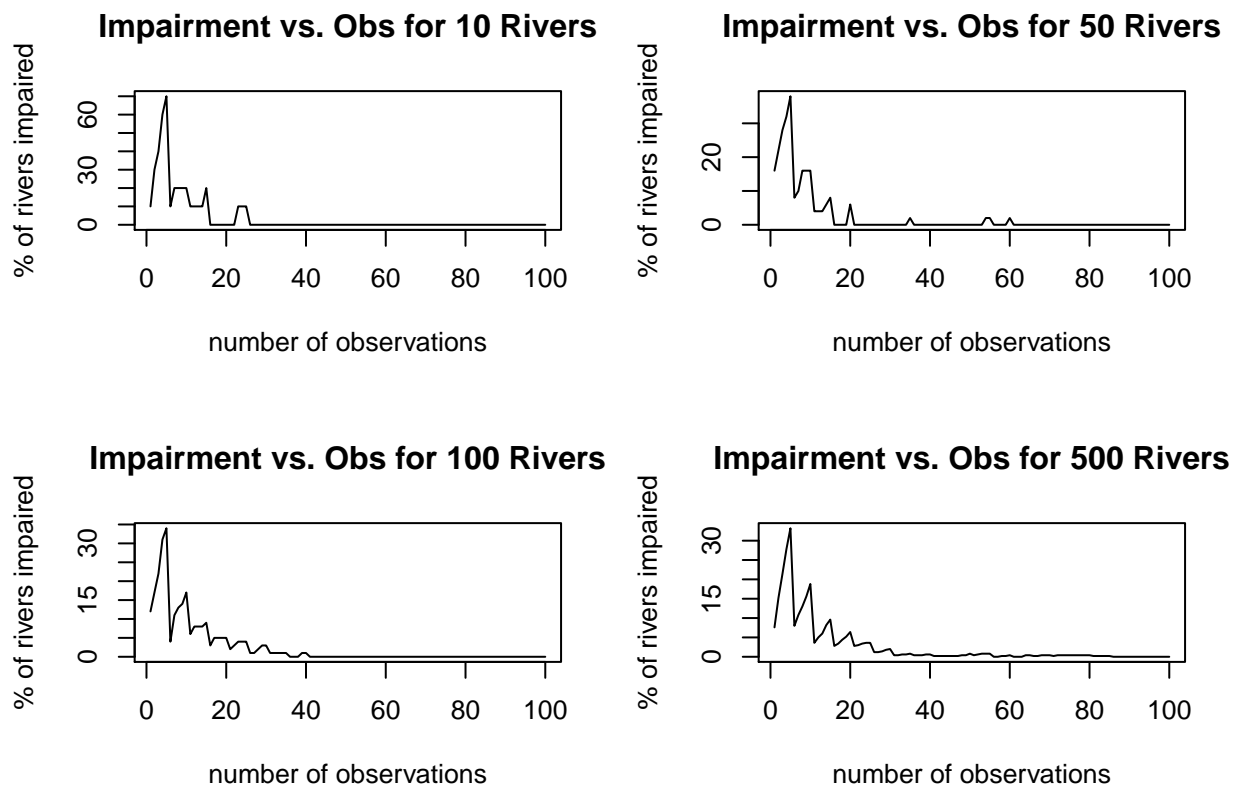 Impairment vs. Obs for 10 Rivers
% of rivers impaired
0 30 60
0 20 40 60 80 100
number of observations
Impairment vs. Obs for 50 Rivers
% of rivers impaired
0 20
0 20 40 60 80 100
number of observations
Impairment vs. Obs for 100 Rivers
% of rivers impaired
0 15 30
0 20 40 60 80 100
number of observations
Impairment vs. Obs for 500 Rivers
% of rivers impaired
0 15 30
0 20 40 60 80 100
number of observations